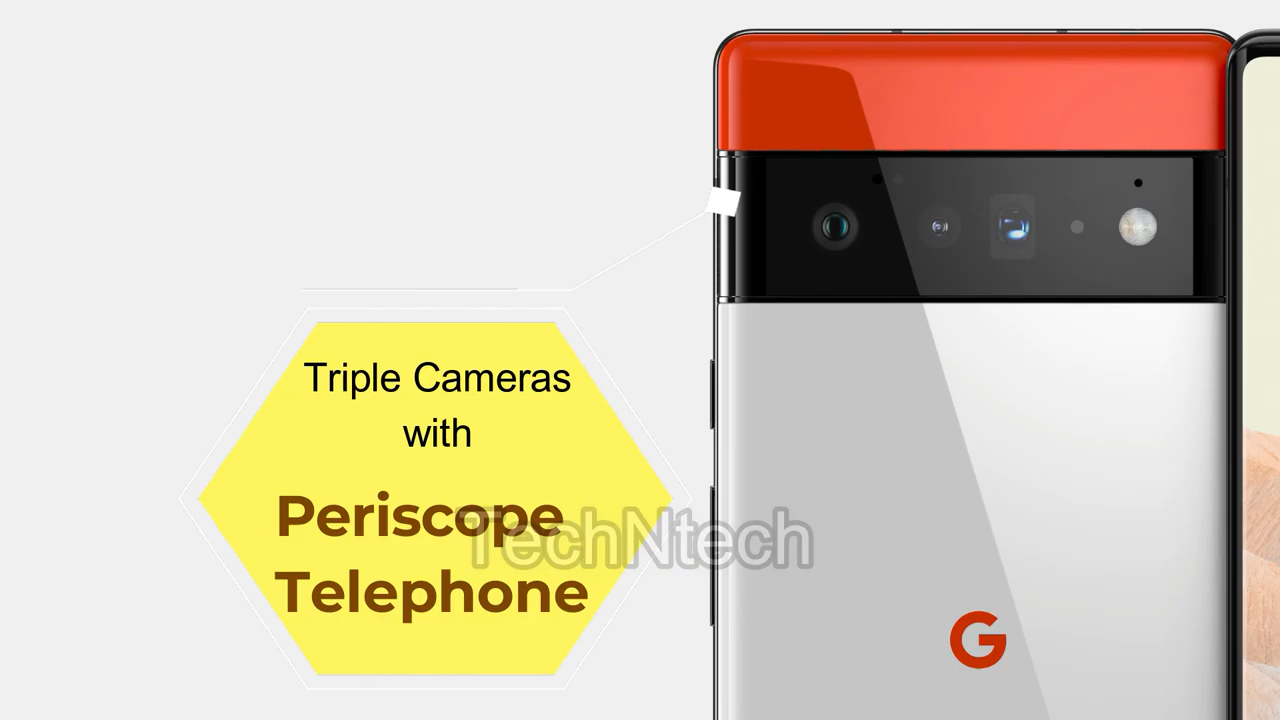 Triple Cameras
with
Periscope
TechNtech
Telephone
G